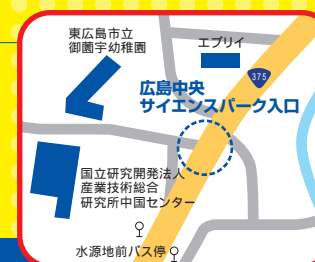 東広島市立
御薗宇幼稚園
エブリイ
375
広島中央
サイエンスパーク入口
国立研究開発法人
産業技術総合
研究所中国センター
水源地前バス停